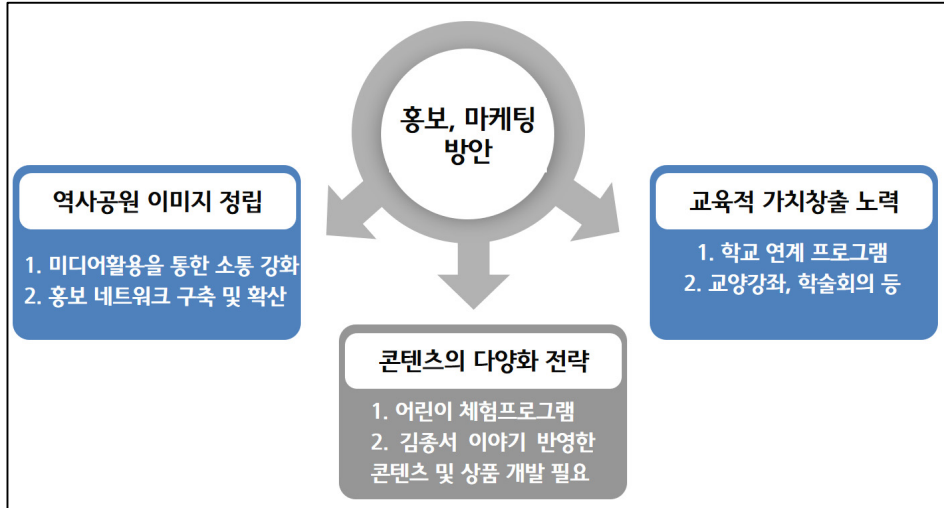 홍보, 마케팅
방안
역사공원 이미지 정립
1. 미디어활용을 통한 소통 강화
2. 홍보 네트워크 구축 및 확산
교육적 가치창출 노력
1. 학교 연계 프로그램
2. 교양강좌, 학술회의 등
콘텐츠의 다양화 전략
1. 어린이 체험프로그램
2. 김종서 이야기 반영한
콘텐츠 및 상품 개발 필요